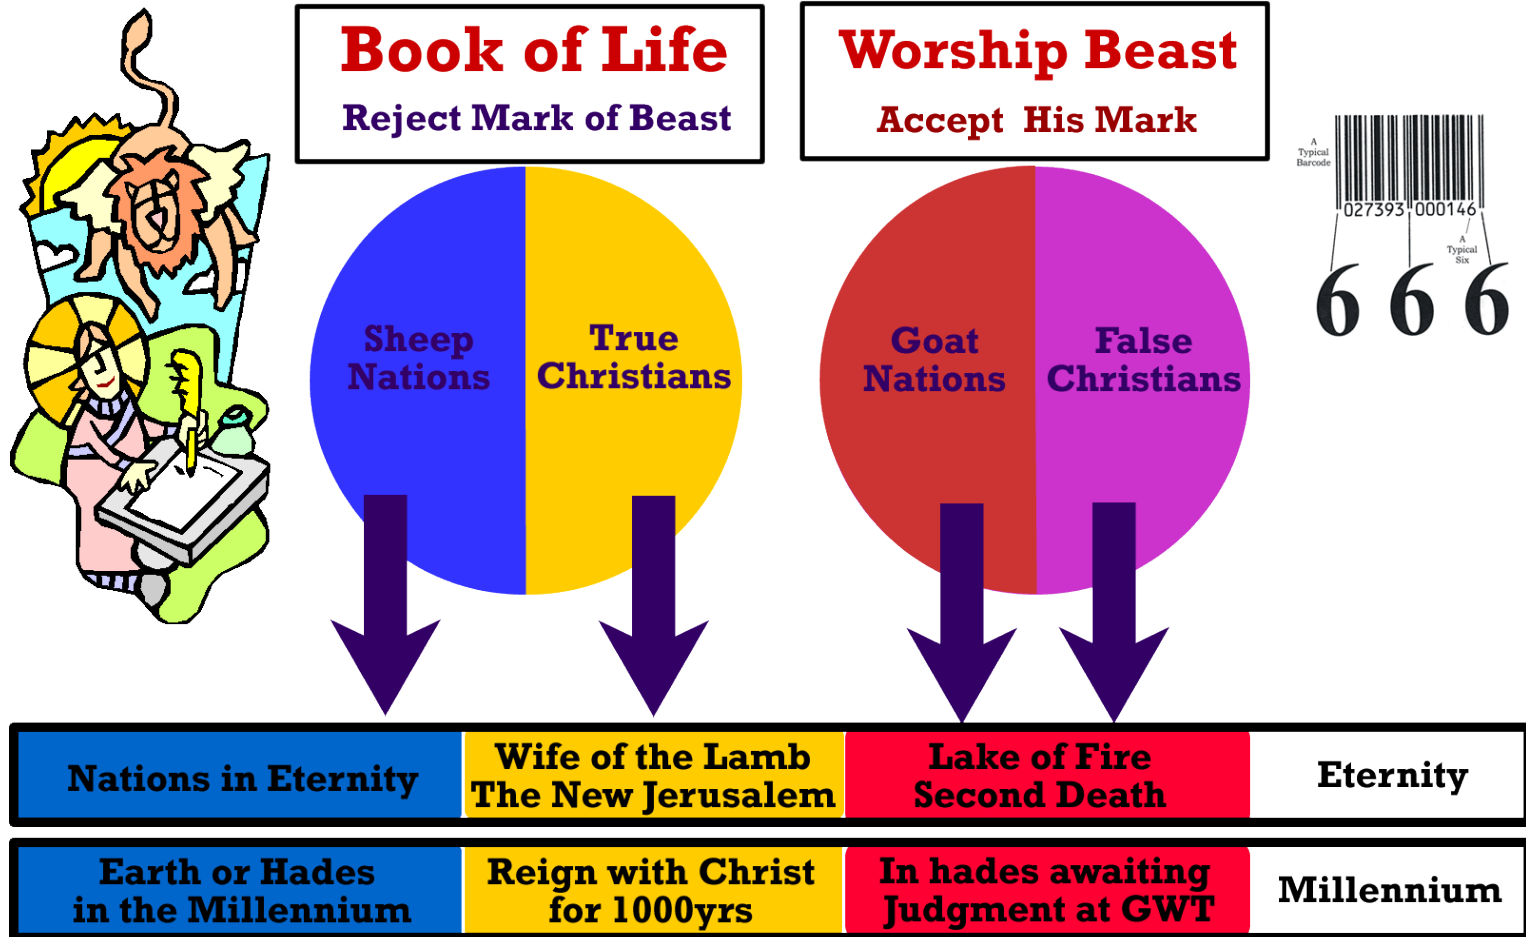 Book of Life
Reject Mark of Beast
Worship Beast
Accept His Mark
A
Typical
Barcode
027393 000146
A
Typical
Six
6 6 6
Sheep
Nations
True
Christians
Goat
Nations
False
Christians
Nations in Eternity
Wife of the Lamb
The New Jerusalem
Lake of Fire
Second Death
Eternity
Earth or Hades
in the Millennium
Reign with Christ
for 1000yrs
In hades awaiting
Judgment at GWT
Millennium